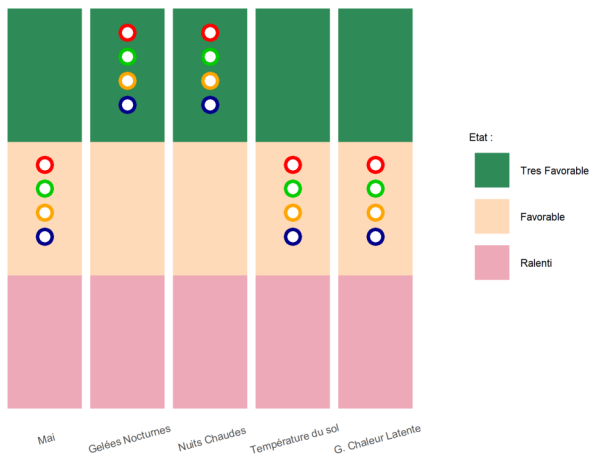 Etat :
Tres Favorable
Favorable
Ralenti
Mai
Gelées Nocturnes
Nuits Chaudes
Température du sol
G. Chaleur Latente